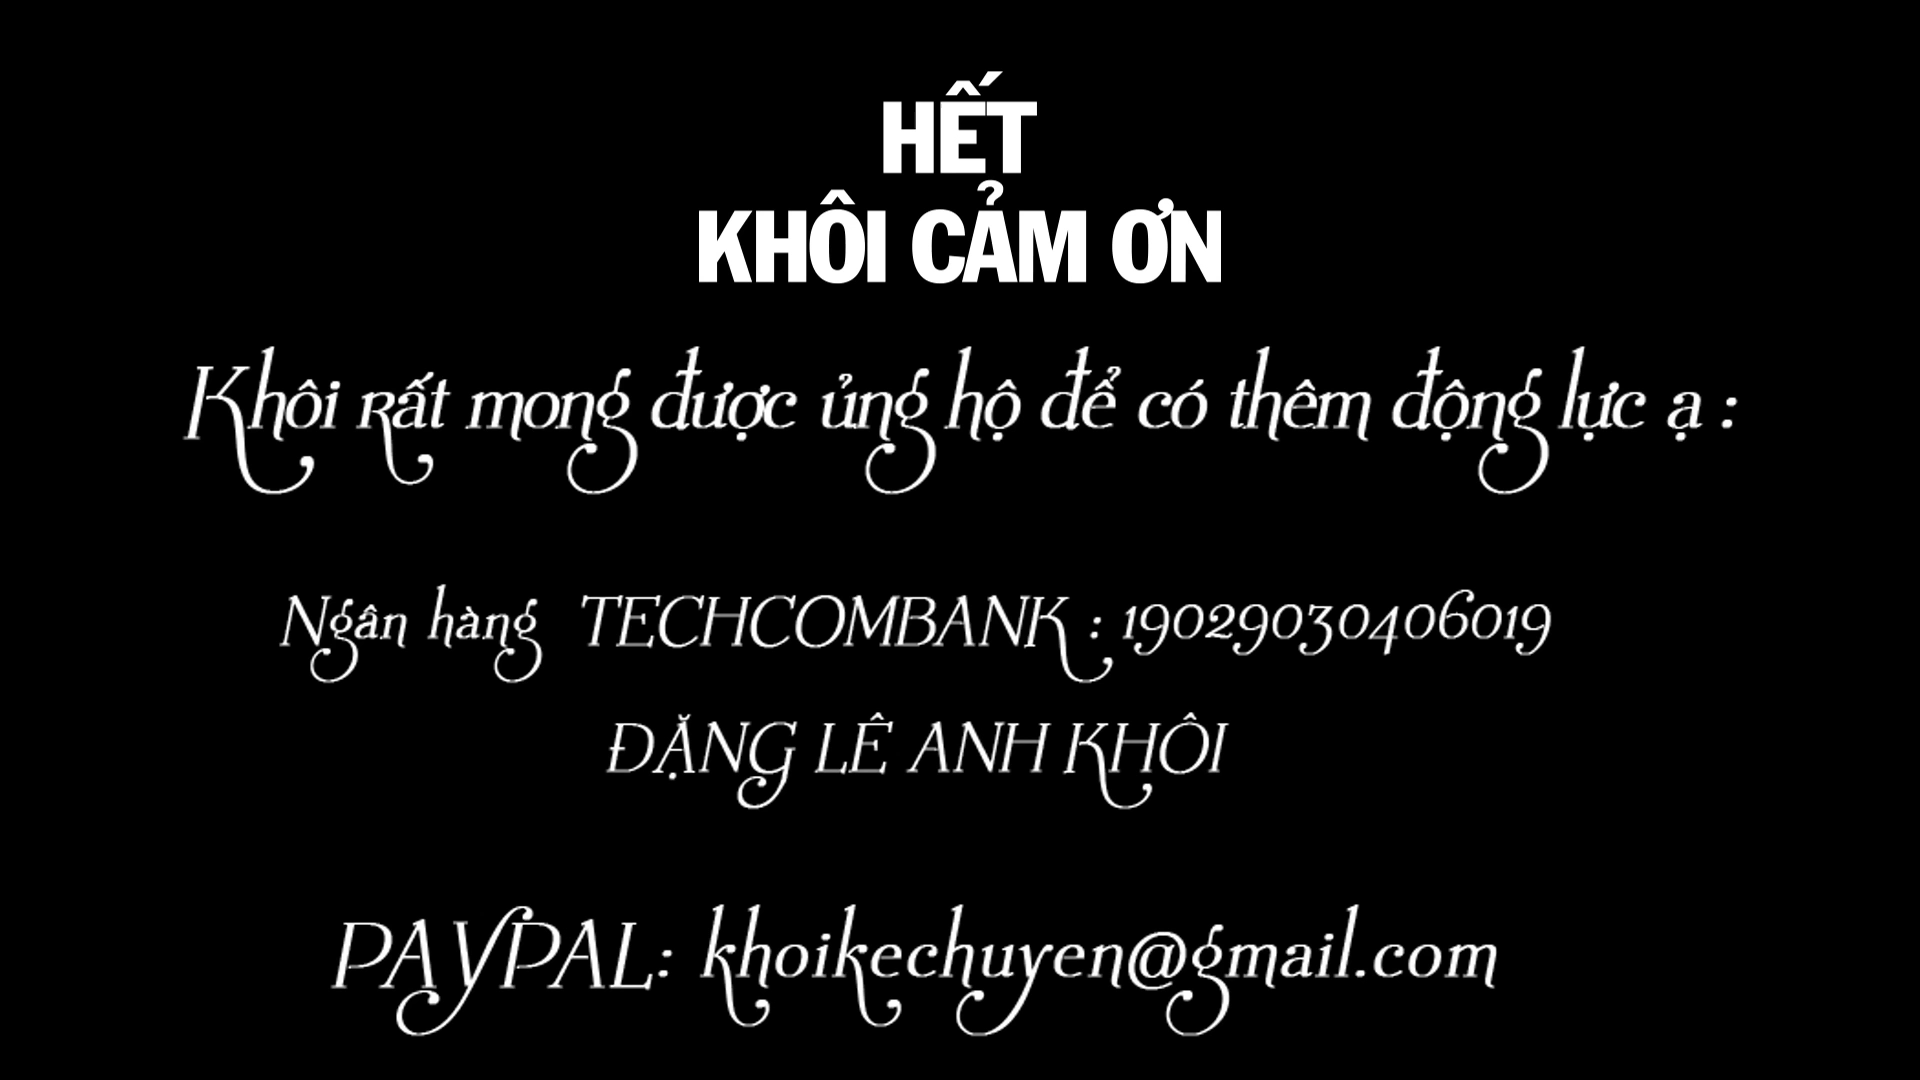 HẾT
KHÔI CẢM ƠN
Khôi rất mong được ủng hộ để có thêm động lực ạ :
Ngân hàng TECHCOMBANK : 19029030406019
ĐẶNG LÊ ANH KHÔI
PAYPAL: khoikechuyen@gmail.com